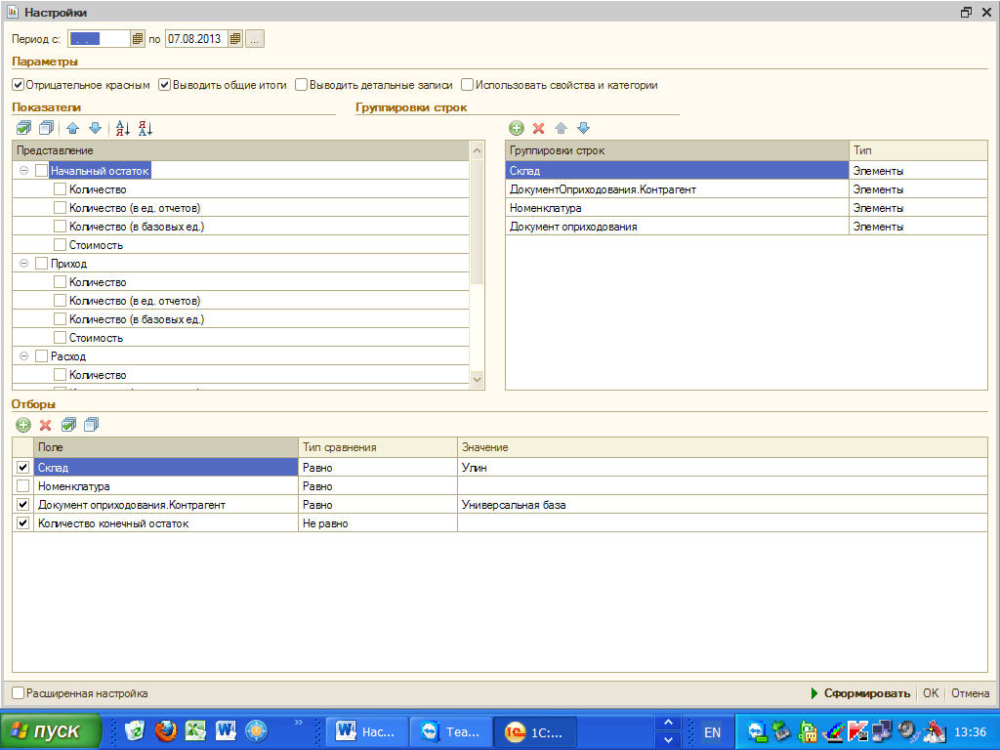 Настройки
Период с: . . по 07.08.2013 ...
Параметры
Отрицательное красным Выводить общие итоги Выводить детальные записи Использовать свойства и категории
Показатели Группировки строк
Представление Группировки строк Тип
Начальный остаток Склад Элементы
Количество ДокументОприходования.Контрагент Элементы
Количество (в ед. отчетов) Номенклатура Элементы
Количество (в базовых ед.) Документ оприходования Элементы
Стоимость
Приход
Количество
Количество (в ед. отчетов)
Количество (в базовых ед.)
Стоимость
Расход
Количество
Отборы
Поле Тип сравнения Значение
Склад Равно Улин
Номенклатура Равно
Документ оприходования.Контрагент Равно Универсальная база
Количество конечный остаток Не равно
Расширенная настройка Сформировать OK Отмена
пуск Нас... Теа... 1С:... EN 13:36